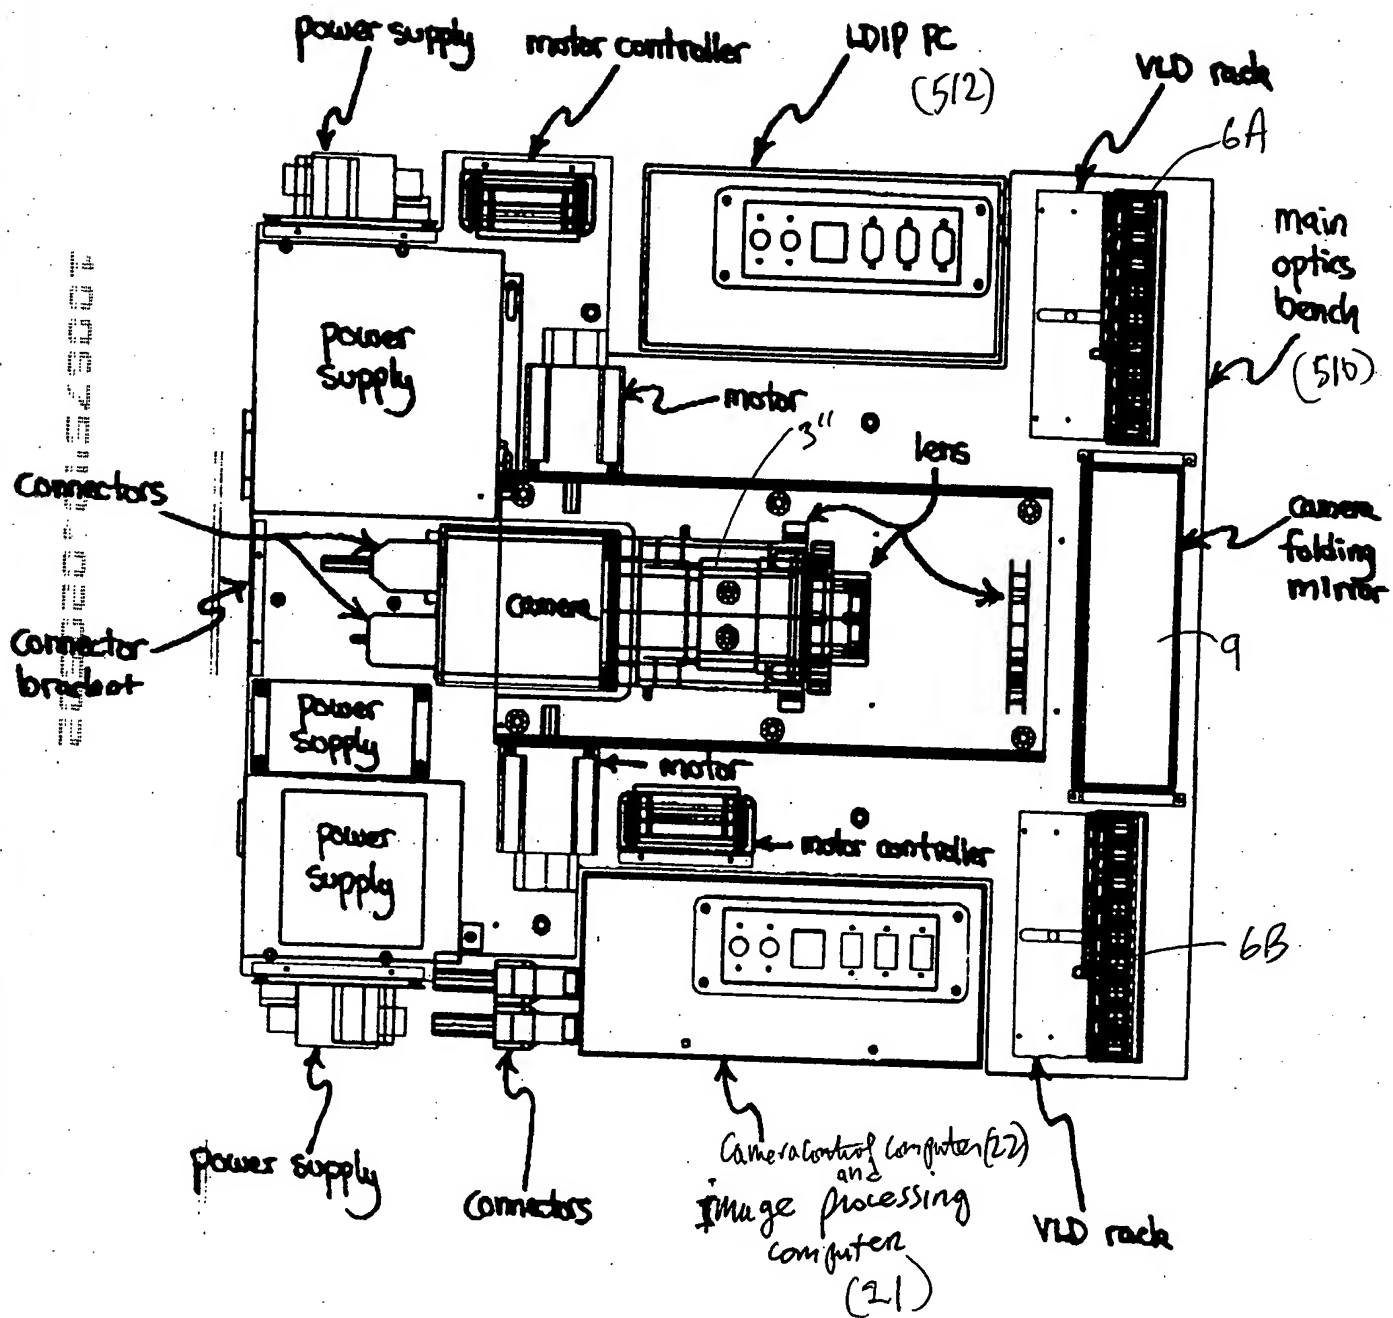 power supply
motor controller
LDIP PC
(512)
VLD rack
6A
main
optics
bench
(510)
power
supply
motor
3"
lens
connectors
camera
folding
mirror
camera
9
connector
bracket
power
supply
motor
power
supply
motor controller
6B
power supply
connectors
Camera control computer (22)
and
Image processing
computer
(21)
VLD rack